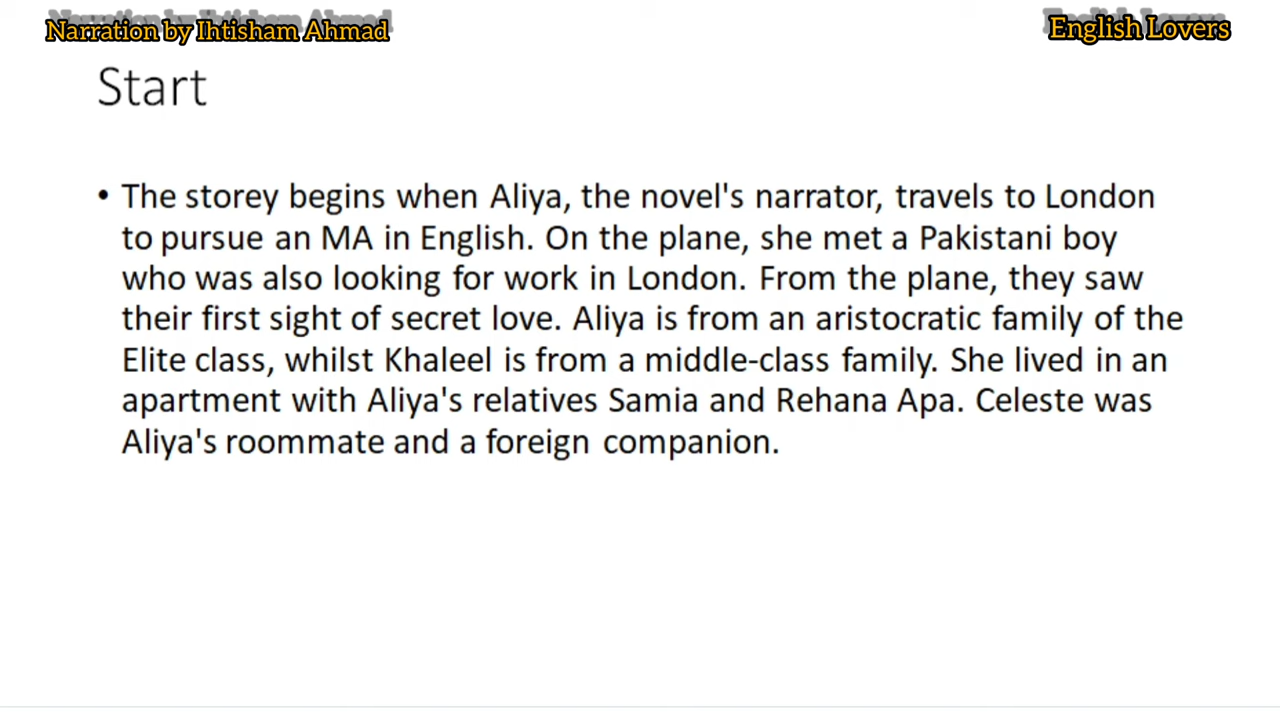 Narration by Ihtisham Ahmad
English Lovers
Start
• The storey begins when Aliya, the novel's narrator, travels to London
to pursue an MA in English. On the plane, she met a Pakistani boy
who was also looking for work in London. From the plane, they saw
their first sight of secret love. Aliya is from an aristocratic family of the
Elite class, whilst Khaleel is from a middle-class family. She lived in an
apartment with Aliya's relatives Samia and Rehana Apa. Celeste was
Aliya's roommate and a foreign companion.